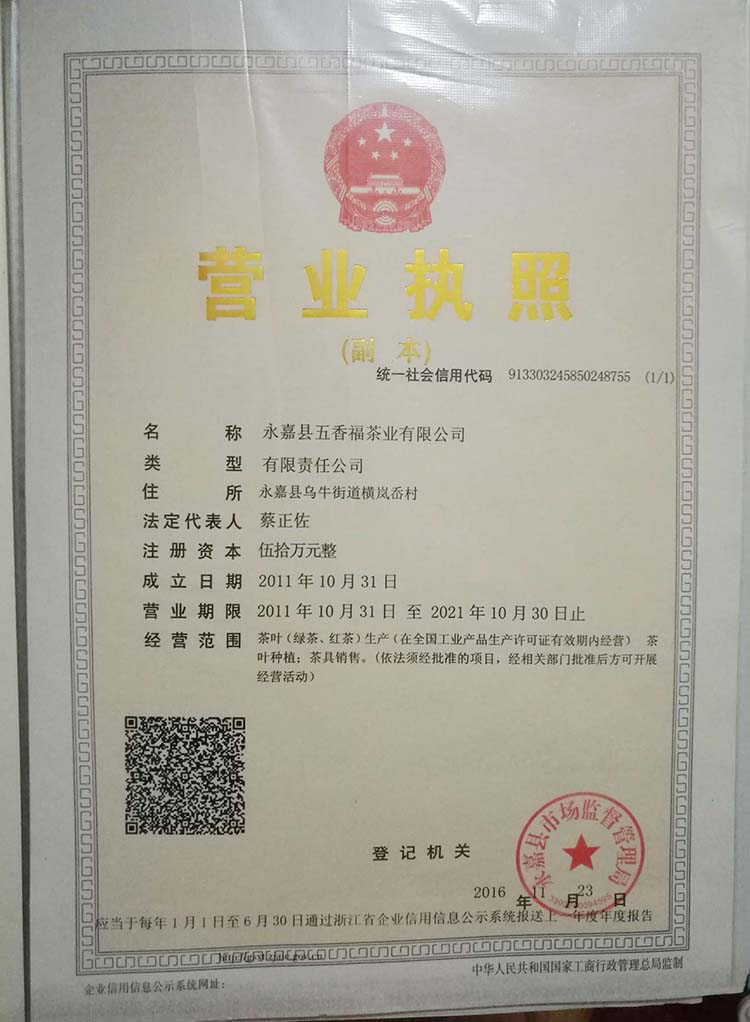 营业执照
(副本)
统一社会信用代码 913303245850248755 (1/1)
名称 永嘉县五香福茶业有限公司
类型 有限责任公司
住所 永嘉县乌牛街道横岚岙村
法定代表人 蔡正佐
注册资本 伍拾万元整
成立日期 2011年10月31日
营业期限 2011年10月31日至2021年10月30日止
经营范围 茶叶(绿茶、红茶)生产(在全国工业产品生产许可证有效期内经营) 茶
叶种植;茶具销售。(依法须经批准的项目,经相关部门批准后方可开展
经营活动)
永嘉县市场监督管理局
登记机关
2016年11月23日
应当于每年1月1日至6月30日通过浙江省企业信用信息公示系统报送上一年度年度报告
企业信用信息公示系统网址:
中华人民共和国国家工商行政管理总局监制